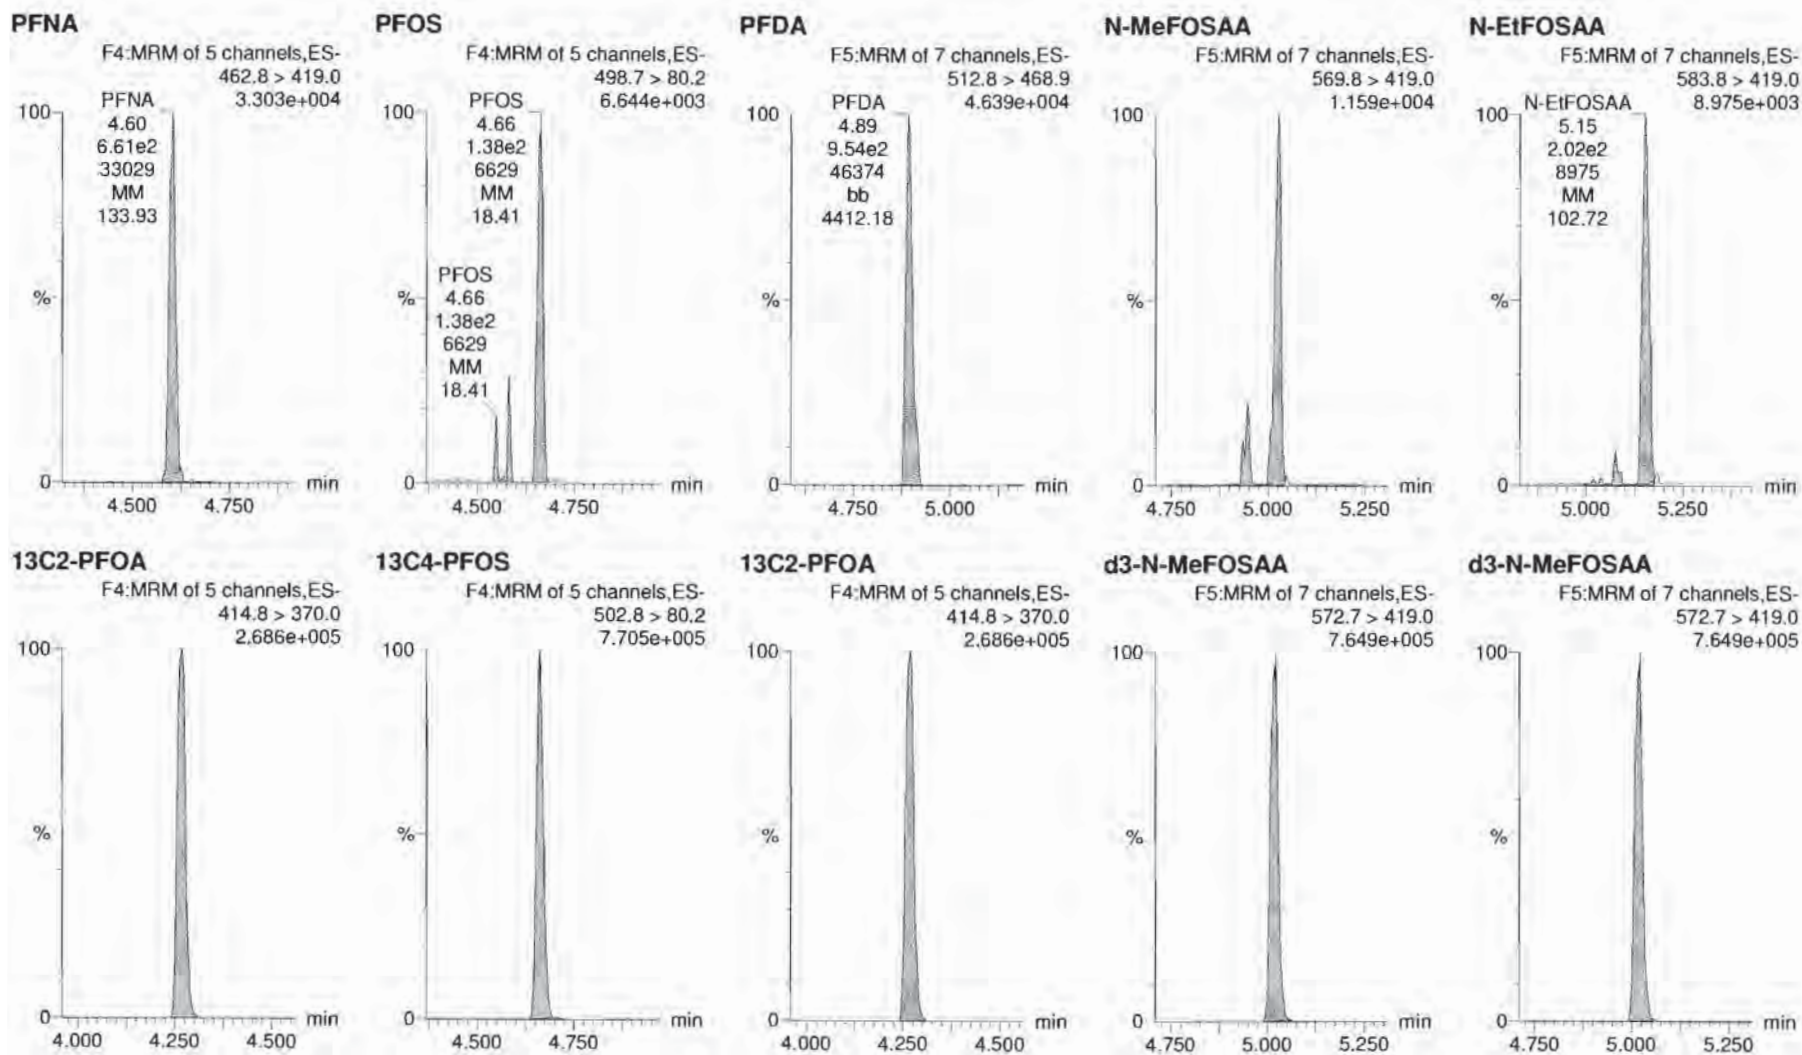 PFNA
F4:MRM of 5 channels,ES-
462.8 > 419.0
3.303e+004
PFNA
4.60
6.61e2
33029
MM
133.93
100
%
0
4.500 4.750
min
PFOS
F4:MRM of 5 channels,ES-
498.7 > 80.2
6.644e+003
PFOS
4.66
1.38e2
6629
MM
18.41
PFOS
4.66
1.38e2
6629
MM
18.41
100
%
0
4.500 4.750
min
PFDA
F5:MRM of 7 channels,ES-
512.8 > 468.9
4.639e+004
PFDA
4.89
9.54e2
46374
bb
4412.18
100
%
0
4.750 5.000
min
N-MeFOSAA
F5:MRM of 7 channels,ES-
569.8 > 419.0
1.159e+004
100
%
0
4.750 5.000 5.250
min
N-EtFOSAA
F5:MRM of 7 channels,ES-
583.8 > 419.0
8.975e+003
N-EtFOSAA
5.15
2.02e2
8975
MM
102.72
100
%
0
5.000 5.250
min
13C2-PFOA
F4:MRM of 5 channels,ES-
414.8 > 370.0
2.686e+005
100
%
0
4.000 4.250 4.500
min
13C4-PFOS
F4:MRM of 5 channels,ES-
502.8 > 80.2
7.705e+005
100
%
0
4.500 4.750
min
13C2-PFOA
F4:MRM of 5 channels,ES-
414.8 > 370.0
2.686e+005
100
%
0
4.000 4.250 4.500
min
d3-N-MeFOSAA
F5:MRM of 7 channels,ES-
572.7 > 419.0
7.649e+005
100
%
0
4.750 5.000 5.250
min
d3-N-MeFOSAA
F5:MRM of 7 channels,ES-
572.7 > 419.0
7.649e+005
100
%
0
4.750 5.000 5.250
min